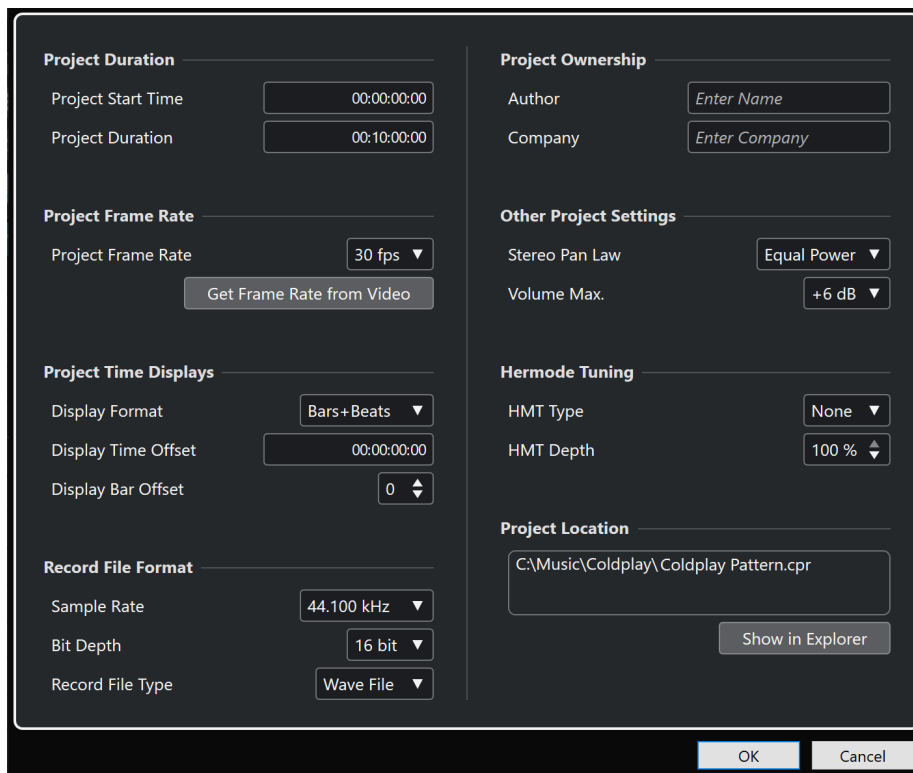 Project Duration
Project Start Time 00:00:00:00
Project Duration 00:10:00:00
Project Frame Rate
Project Frame Rate 30 fps
Get Frame Rate from Video
Project Time Displays
Display Format Bars+Beats
Display Time Offset 00:00:00:00
Display Bar Offset 0
Record File Format
Sample Rate 44.100 kHz
Bit Depth 16 bit
Record File Type Wave File
Project Ownership
Author Enter Name
Company Enter Company
Other Project Settings
Stereo Pan Law Equal Power
Volume Max. +6 dB
Hermode Tuning
HMT Type None
HMT Depth 100 %
Project Location
C:\Music\Coldplay\Coldplay Pattern.cpr
Show in Explorer
OK Cancel